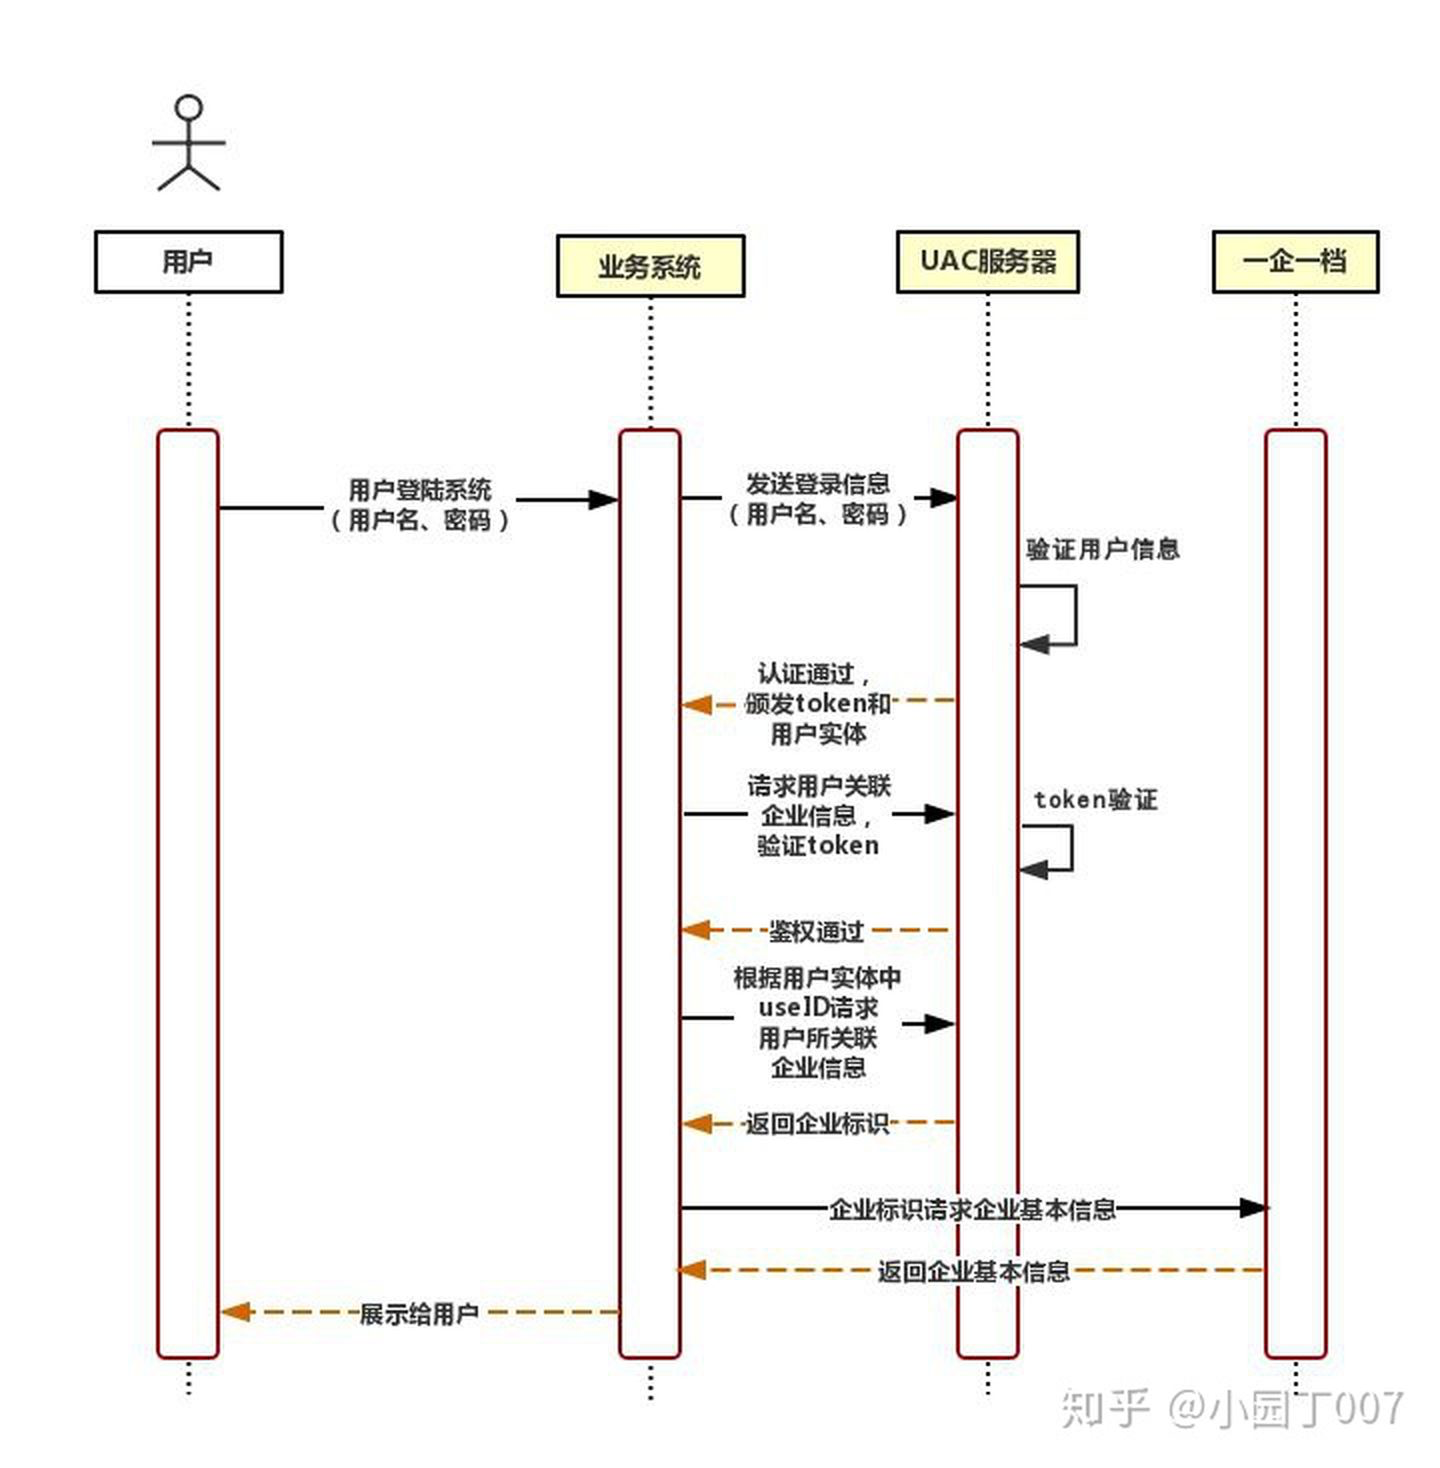 用户
业务系统
UAC服务器
一企一档
用户登陆系统
（用户名、密码）
发送登录信息
（用户名、密码）
验证用户信息
认证通过，
颁发token和
用户实体
请求用户关联
企业信息，
验证token
token验证
鉴权通过
根据用户实体中
useID请求
用户所关联
企业信息
返回企业标识
企业标识请求企业基本信息
返回企业基本信息
展示给用户
知乎 @小园丁007